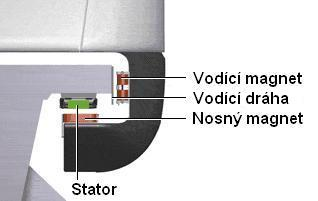 Vodící magnet
Vodící dráha
Nosný magnet
Stator